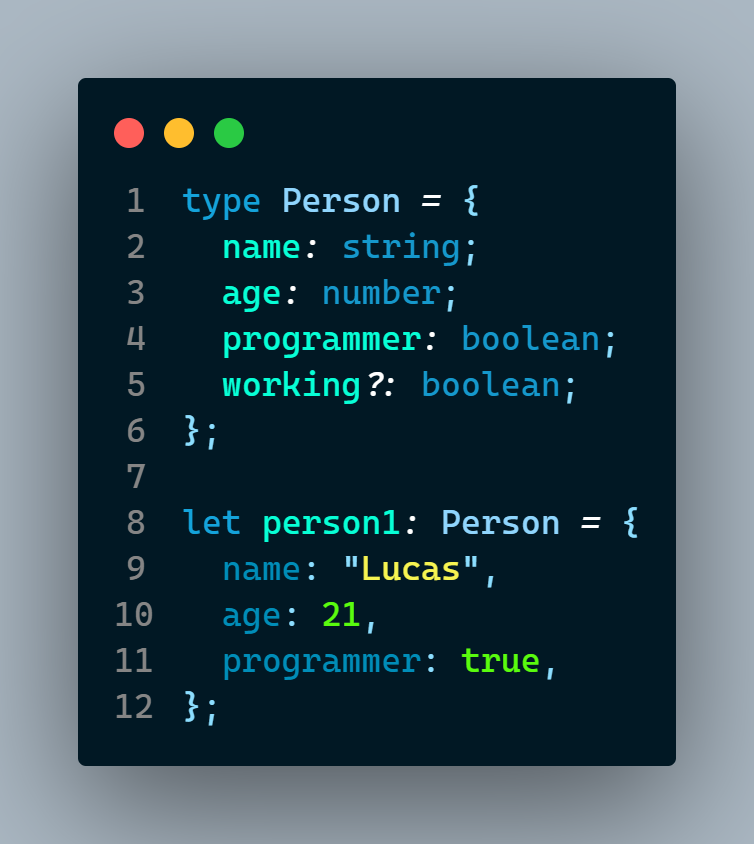 1 type Person = {
2   name: string;
3   age: number;
4   programmer: boolean;
5   working?: boolean;
6 };
7
8 let person1: Person = {
9   name: "Lucas",
10   age: 21,
11   programmer: true,
12 };